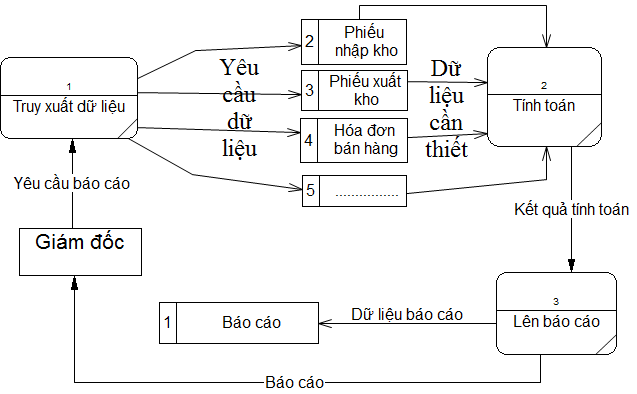 1
Truy xuất dữ liệu
Yêu
cầu
dữ
liệu
2
Phiếu
nhập kho
3
Phiếu xuất
kho
4
Hóa đơn
bán hàng
5
..................
Dữ
liệu
cần
thiết
2
Tính toán
Yêu cầu báo cáo
Kết quả tính toán
Giám đốc
1
Báo cáo
Dữ liệu báo cáo
3
Lên báo cáo
Báo cáo